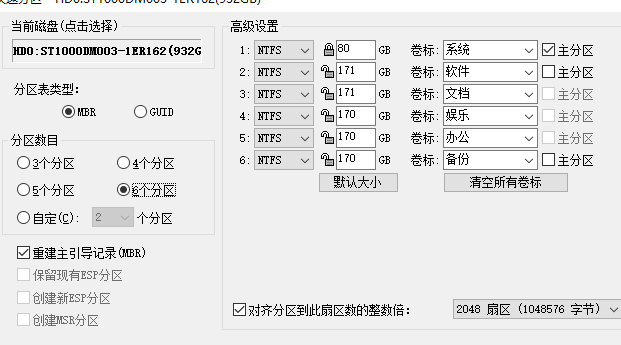 快速分区 - HD0:ST1000DM003-1ER162(932GB)
当前磁盘(点击选择)
HD0:ST1000DM003-1ER162(932G
分区表类型:
MBR GUID
分区数目
3个分区 4个分区
5个分区 6个分区
自定(C): 2 个分区
重建主引导记录(MBR)
保留现有ESP分区
创建新ESP分区
创建MSR分区
高级设置
1: NTFS 80 GB 卷标: 系统 主分区
2: NTFS 171 GB 卷标: 软件 主分区
3: NTFS 171 GB 卷标: 文档 主分区
4: NTFS 170 GB 卷标: 娱乐 主分区
5: NTFS 170 GB 卷标: 办公 主分区
6: NTFS 170 GB 卷标: 备份 主分区
默认大小 清空所有卷标
对齐分区到此扇区数的整数倍: 2048 扇区 (1048576 字节)